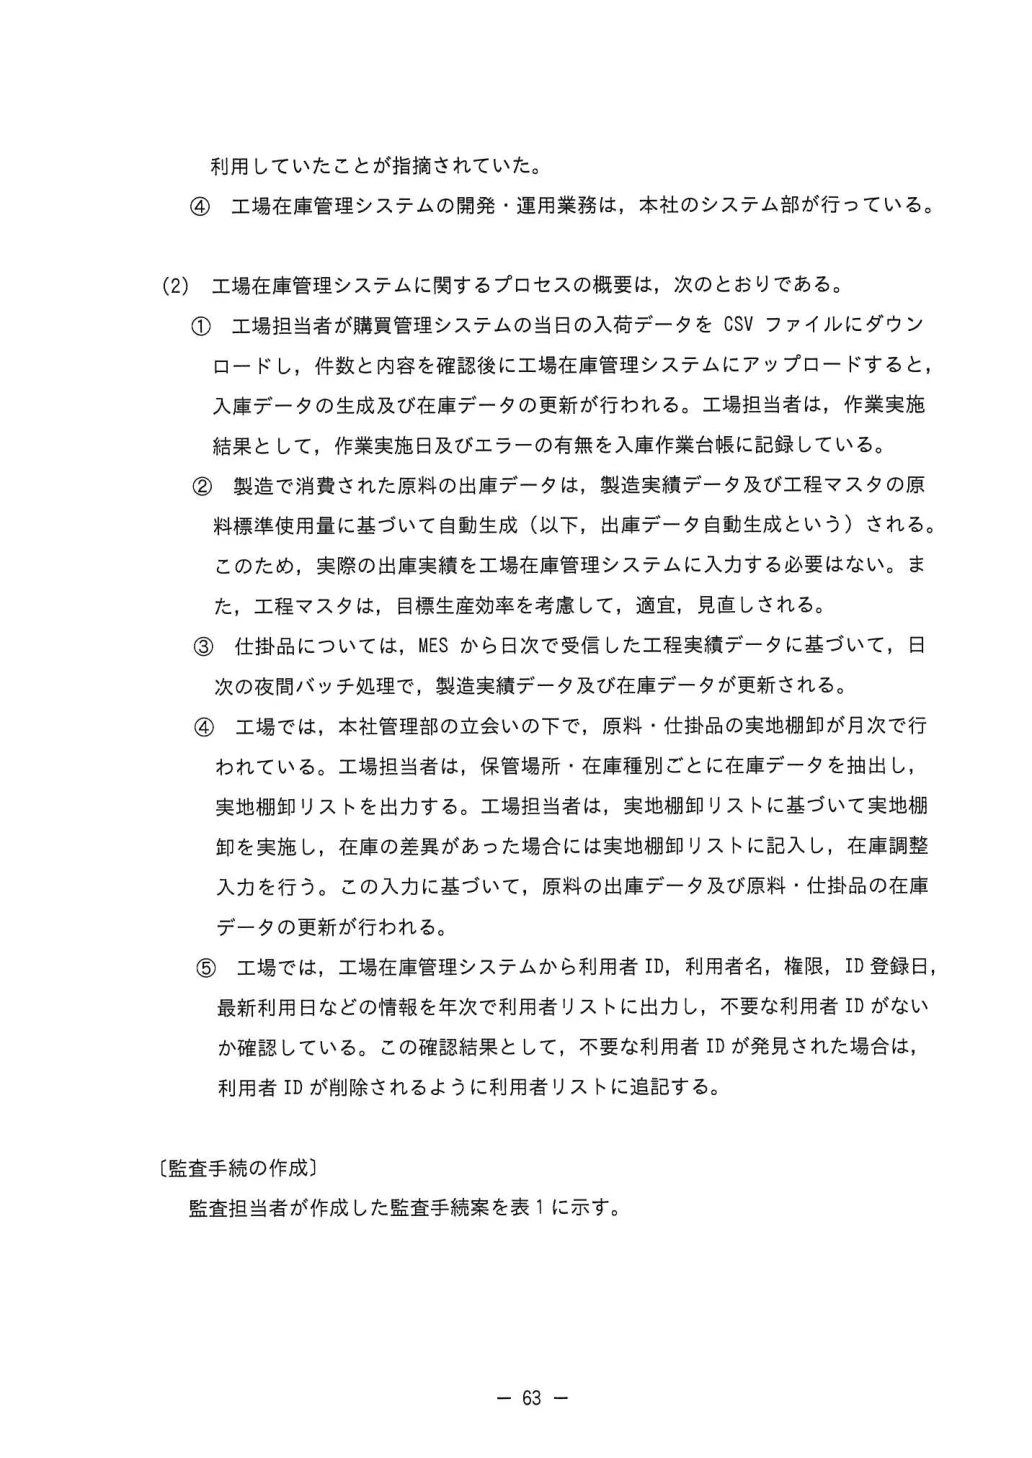 利用していたことが指摘されていた。
④ 工場在庫管理システムの開発・運用業務は，本社のシステム部が行っている。
(2) 工場在庫管理システムに関するプロセスの概要は，次のとおりである。
① 工場担当者が購買管理システムの当日の入荷データを CSV ファイルにダウン
ロードし，件数と内容を確認後に工場在庫管理システムにアップロードすると，
入庫データの生成及び在庫データの更新が行われる。工場担当者は，作業実施
結果として，作業実施日及びエラーの有無を入庫作業台帳に記録している。
② 製造で消費された原料の出庫データは，製造実績データ及び工程マスタの原
料標準使用量に基づいて自動生成（以下，出庫データ自動生成という）される。
このため，実際の出庫実績を工場在庫管理システムに入力する必要はない。ま
た，工程マスタは，目標生産効率を考慮して，適宜，見直しされる。
③ 仕掛品については，MES から日次で受信した工程実績データに基づいて，日
次の夜間バッチ処理で，製造実績データ及び在庫データが更新される。
④ 工場では，本社管理部の立会いの下で，原料・仕掛品の実地棚卸が月次で行
われている。工場担当者は，保管場所・在庫種別ごとに在庫データを抽出し，
実地棚卸リストを出力する。工場担当者は，実地棚卸リストに基づいて実地棚
卸を実施し，在庫の差異があった場合には実地棚卸リストに記入し，在庫調整
入力を行う。この入力に基づいて，原料の出庫データ及び原料・仕掛品の在庫
データの更新が行われる。
⑤ 工場では，工場在庫管理システムから利用者 ID，利用者名，権限，ID 登録日，
最新利用日などの情報を年次で利用者リストに出力し，不要な利用者 ID がない
か確認している。この確認結果として，不要な利用者 ID が発見された場合は，
利用者 ID が削除されるように利用者リストに追記する。
〔監査手続の作成〕
監査担当者が作成した監査手続案を表 1 に示す。
－ 63 －